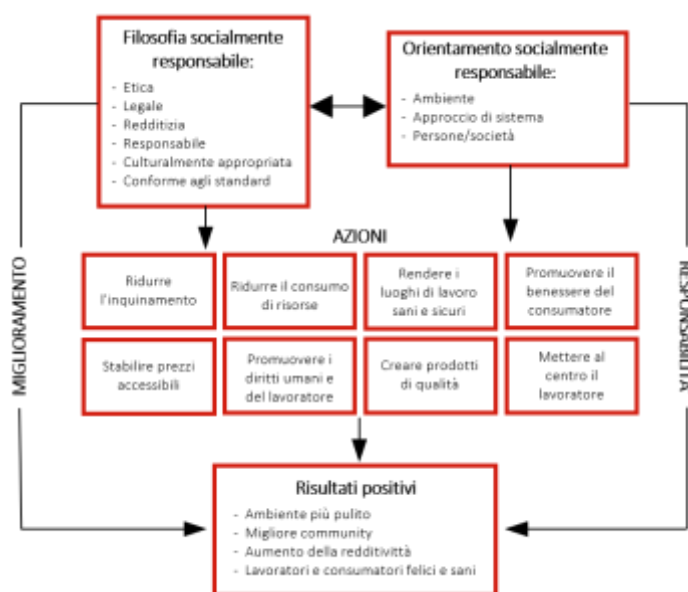 Filosofia socialmente
responsabile:
- Etica
- Legale
- Redditizia
- Responsabile
- Culturalmente appropriata
- Conforme agli standard
Orientamento socialmente
responsabile:
- Ambiente
- Approccio di sistema
- Persone/società
MIGLIORAMENTO
AZIONI
RESPONSABILITÀ
Ridurre
l'inquinamento
Ridurre il consumo
di risorse
Rendere i
luoghi di lavoro
sani e sicuri
Promuovere il
benessere del
consumatore
Stabilire prezzi
accessibili
Promuovere i
diritti umani e
del lavoratore
Creare prodotti
di qualità
Mettere al
centro il
lavoratore
Risultati positivi
- Ambiente più pulito
- Migliore community
- Aumento della redditivittà
- Lavoratori e consumatori felici e sani